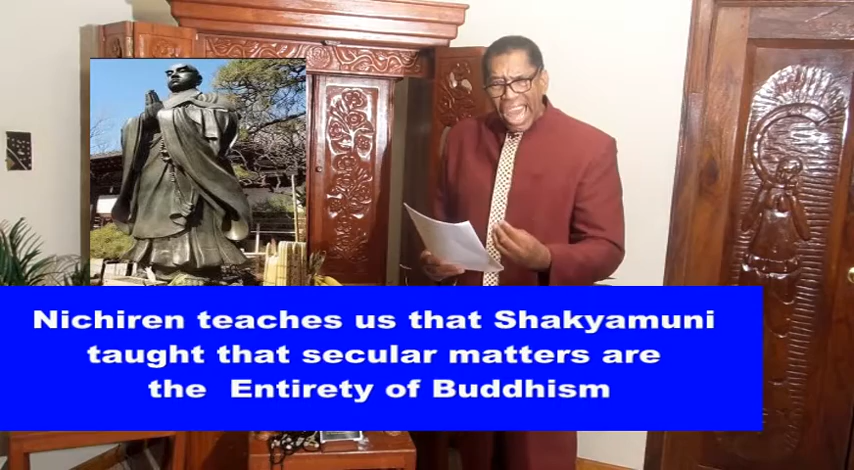 Nichiren teaches us that Shakyamuni
taught that secular matters are
the Entirety of Buddhism